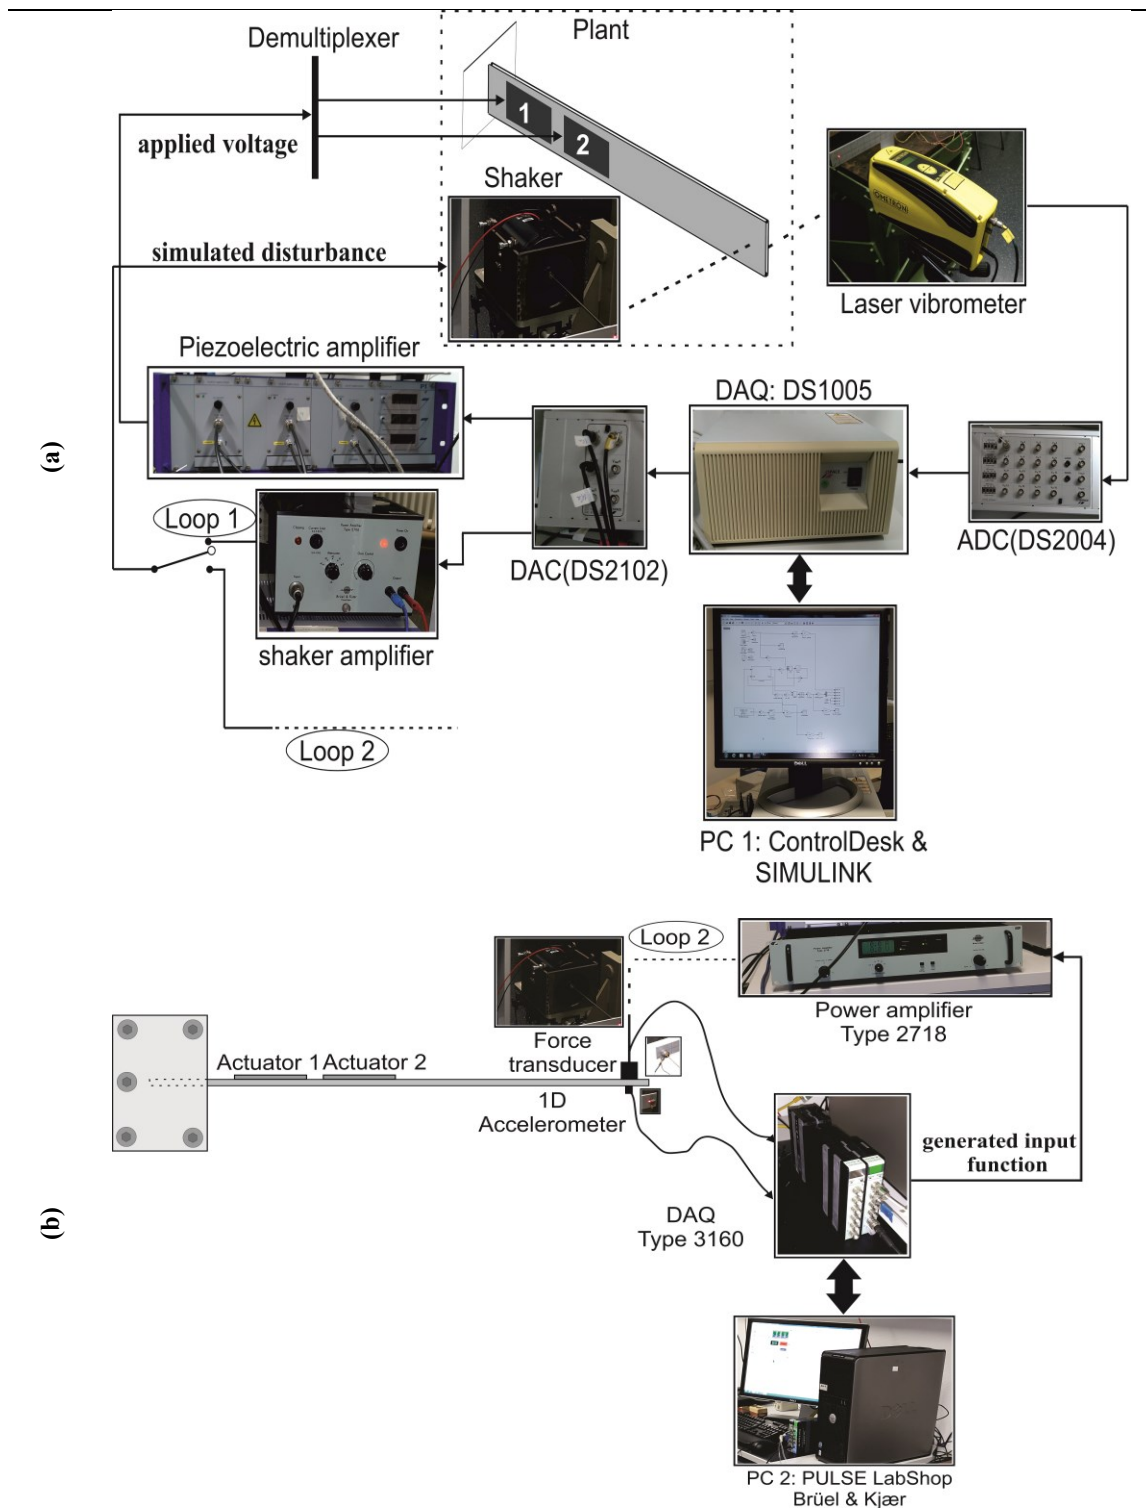 Demultiplexer
Plant
1
2
applied voltage
Shaker
simulated disturbance
Laser vibrometer
Piezoelectric amplifier
DAQ: DS1005
(a)
Loop 1
DAC(DS2102)
ADC(DS2004)
shaker amplifier
Loop 2
DELL
PC 1: ControlDesk &
SIMULINK
Loop 2
Power amplifier
Type 2718
Force
transducer
Actuator 1
Actuator 2
1D
Accelerometer
generated input
function
(b)
DAQ
Type 3160
PC 2: PULSE LabShop
Brüel & Kjær